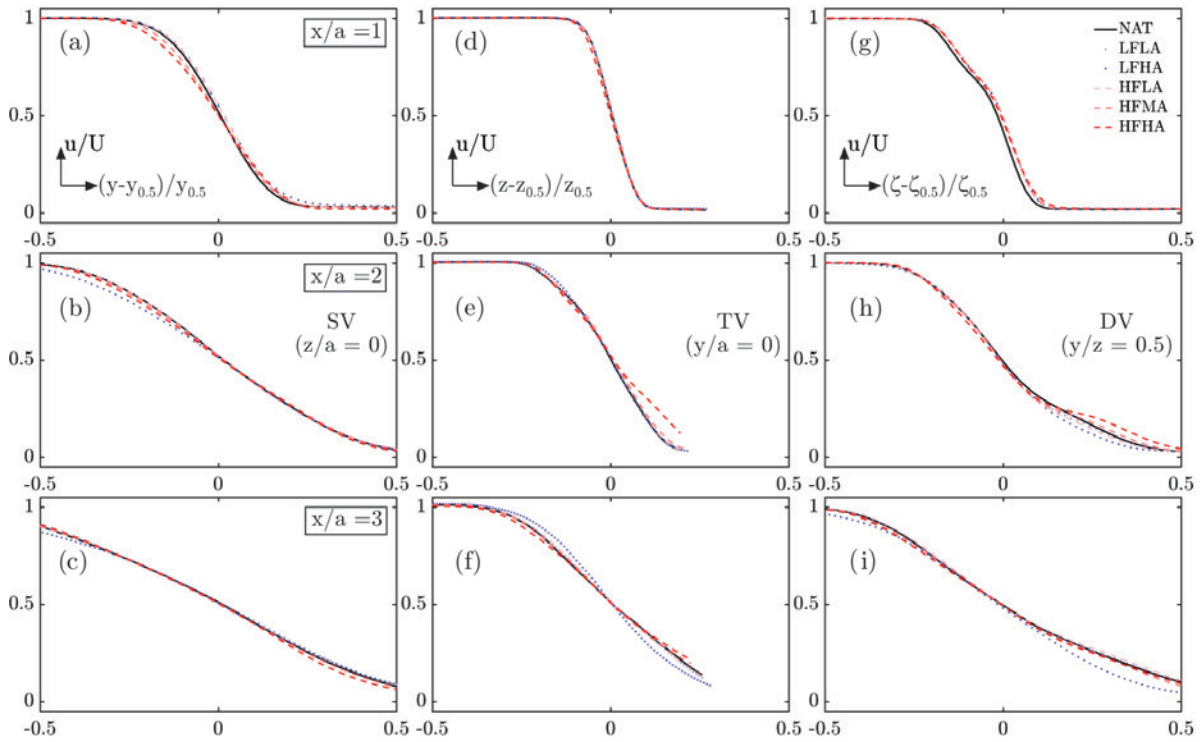 1
(a)
x/a =1
0.5
u/U
(y-y0.5)/y0.5
0
-0.5
0
0.5
1
(d)
0.5
u/U
(z-z0.5)/z0.5
0
-0.5
0
0.5
1
(g)
NAT
LFLA
LFHA
HFLA
HFMA
HFHA
0.5
u/U
(ζ-ζ0.5)/ζ0.5
0
-0.5
0
0.5
1
x/a =2
(b)
SV
(z/a = 0)
0.5
0
-0.5
0
0.5
1
(e)
TV
(y/a = 0)
0.5
0
-0.5
0
0.5
1
(h)
DV
(y/z = 0.5)
0.5
0
-0.5
0
0.5
1
x/a =3
(c)
0.5
0
-0.5
0
0.5
1
(f)
0.5
0
-0.5
0
0.5
1
(i)
0.5
0
-0.5
0
0.5